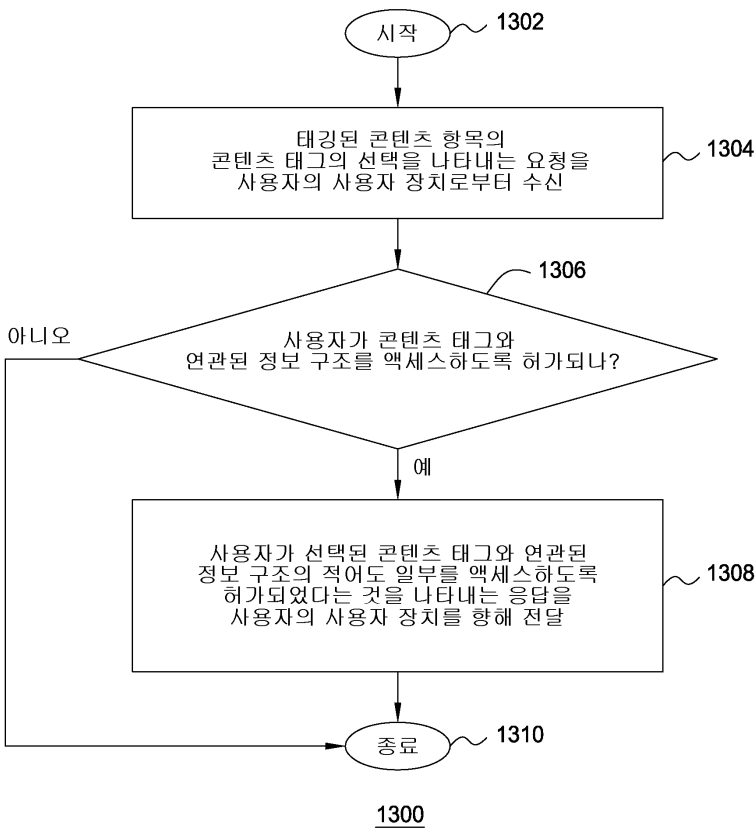 시작
1302
태깅된 콘텐츠 항목의
콘텐츠 태그의 선택을 나타내는 요청을
사용자의 사용자 장치로부터 수신
1304
1306
사용자가 콘텐츠 태그와
연관된 정보 구조를 액세스하도록 허가되나?
아니오
예
사용자가 선택된 콘텐츠 태그와 연관된
정보 구조의 적어도 일부를 액세스하도록
허가되었다는 것을 나타내는 응답을
사용자의 사용자 장치를 향해 전달
1308
종료
1310
1300